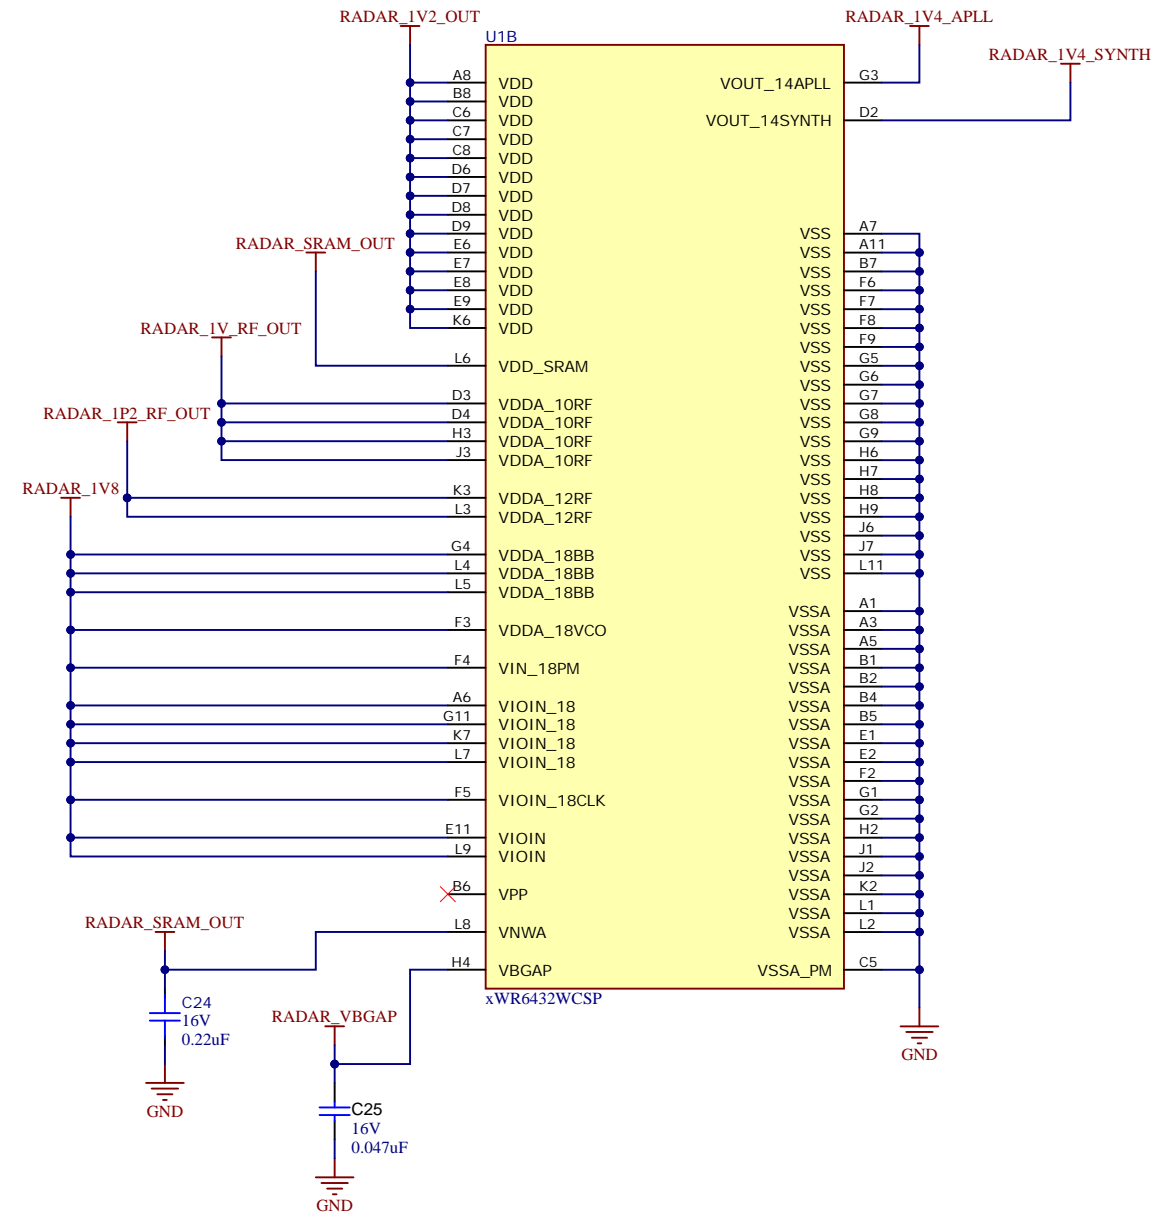 RADAR_1V2_OUT
RADAR_1V4_APLL
U1B
RADAR_1V4_SYNTH
A8 VDD VOUT_14APLL G3
B8 VDD
C6 VDD VOUT_14SYNTH D2
C7 VDD
C8 VDD
D6 VDD
D7 VDD
D8 VDD
D9 VDD VSS A7
RADAR_SRAM_OUT
E6 VDD VSS A11
E7 VDD VSS B7
E8 VDD VSS F6
E9 VDD VSS F7
K6 VDD VSS F8
RADAR_1V_RF_OUT
VSS F9
L6 VDD_SRAM VSS G5
VSS G6
D3 VDDA_10RF VSS G7
RADAR_1P2_RF_OUT
D4 VDDA_10RF VSS G8
H3 VDDA_10RF VSS G9
J3 VDDA_10RF VSS H6
VSS H7
RADAR_1V8
K3 VDDA_12RF VSS H8
L3 VDDA_12RF VSS H9
VSS J6
G4 VDDA_18BB VSS J7
L4 VDDA_18BB VSS L11
L5 VDDA_18BB
VSSA A1
F3 VDDA_18VCO VSSA A3
VSSA A5
F4 VIN_18PM VSSA B1
VSSA B2
A6 VIOIN_18 VSSA B4
G11 VIOIN_18 VSSA B5
K7 VIOIN_18 VSSA E1
L7 VIOIN_18 VSSA E2
VSSA F2
F5 VIOIN_18CLK VSSA G1
VSSA G2
E11 VIOIN VSSA H2
L9 VIOIN VSSA J1
VSSA J2
B6 VPP VSSA K2
VSSA L1
RADAR_SRAM_OUT
L8 VNWA VSSA L2
H4 VBGAP VSSA_PM C5
xWR6432WCSP
C24
16V
0.22uF
RADAR_VBGAP
GND
GND
C25
16V
0.047uF
GND